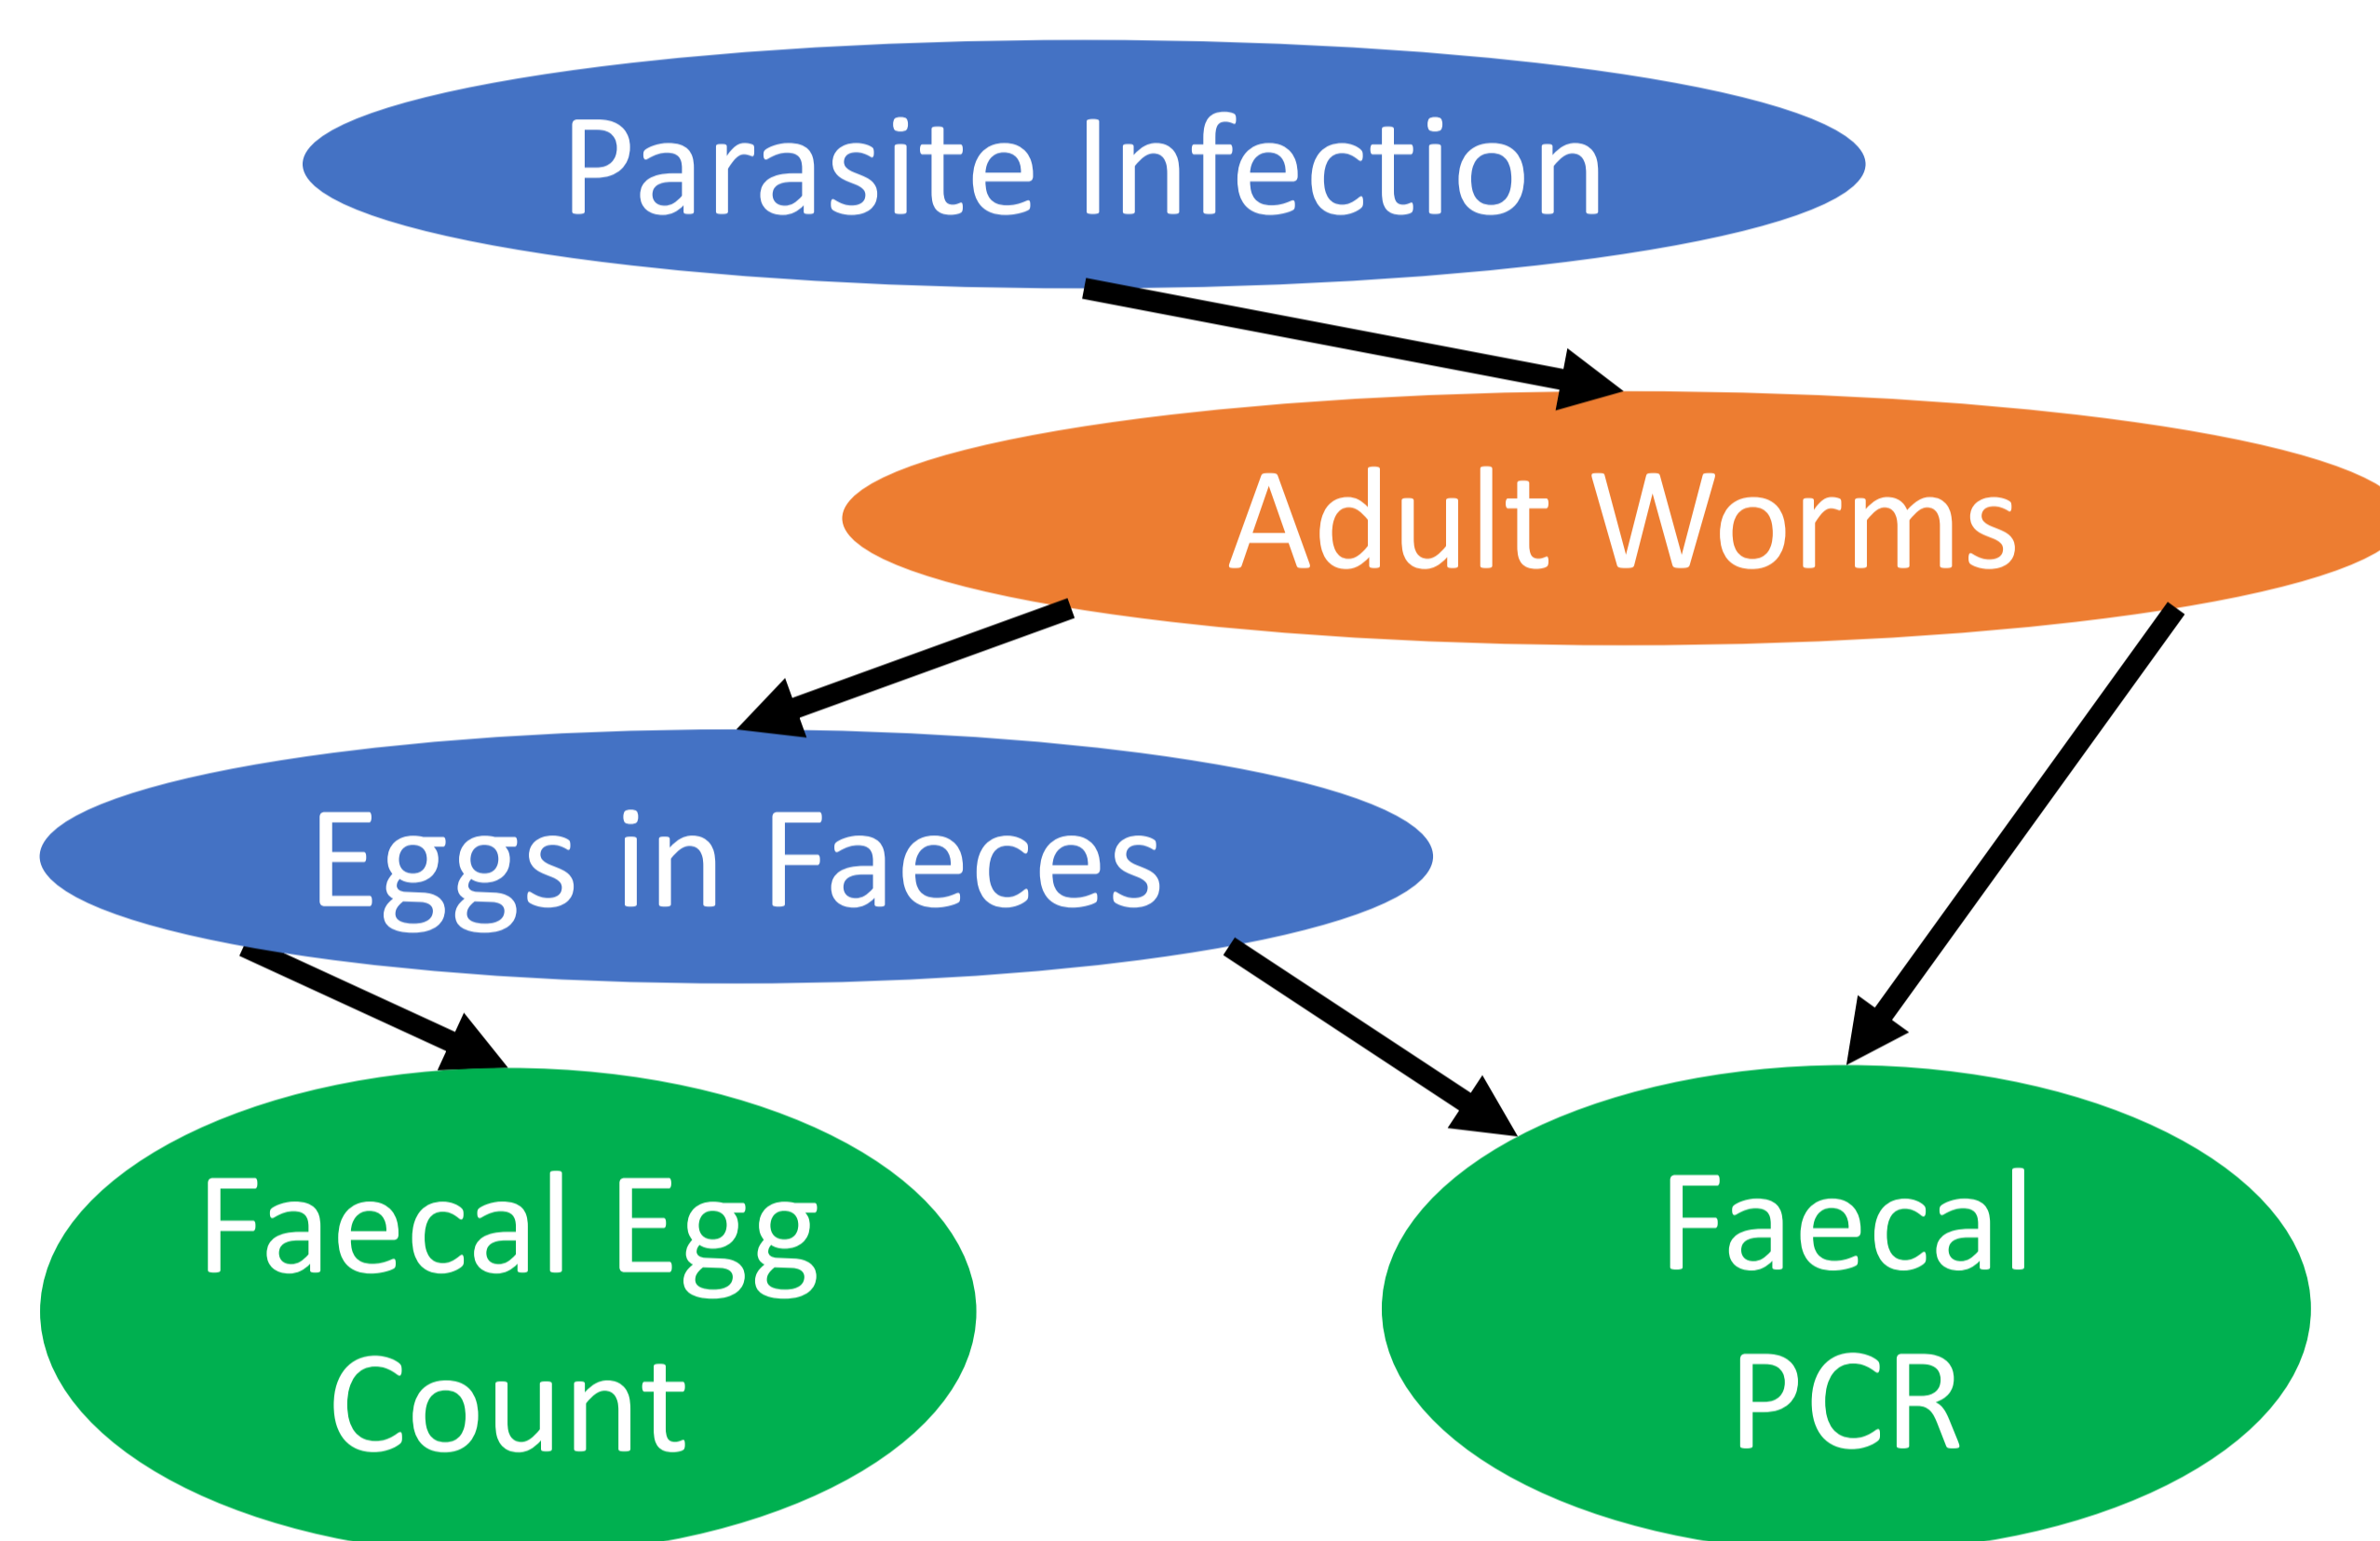 Parasite Infection
Adult Worms
Eggs in Faeces
Faecal Egg
Count
Faecal
PCR